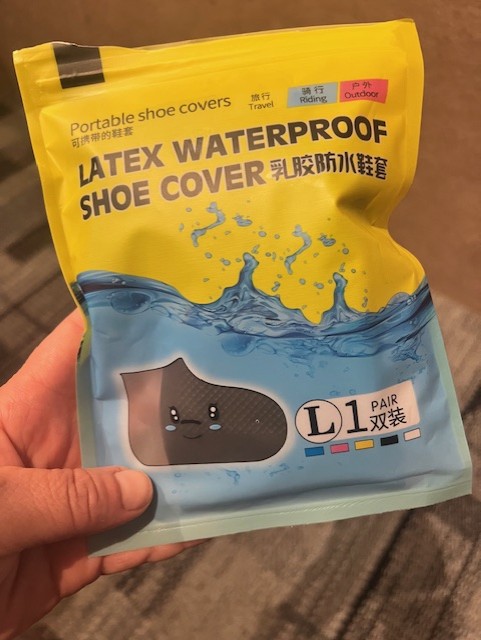 Portable shoe covers
可携带的鞋套
旅行
Travel
骑行
Riding
户外
Outdoor
LATEX WATERPROOF
SHOE COVER 乳胶防水鞋套
L 1 PAIR
双装